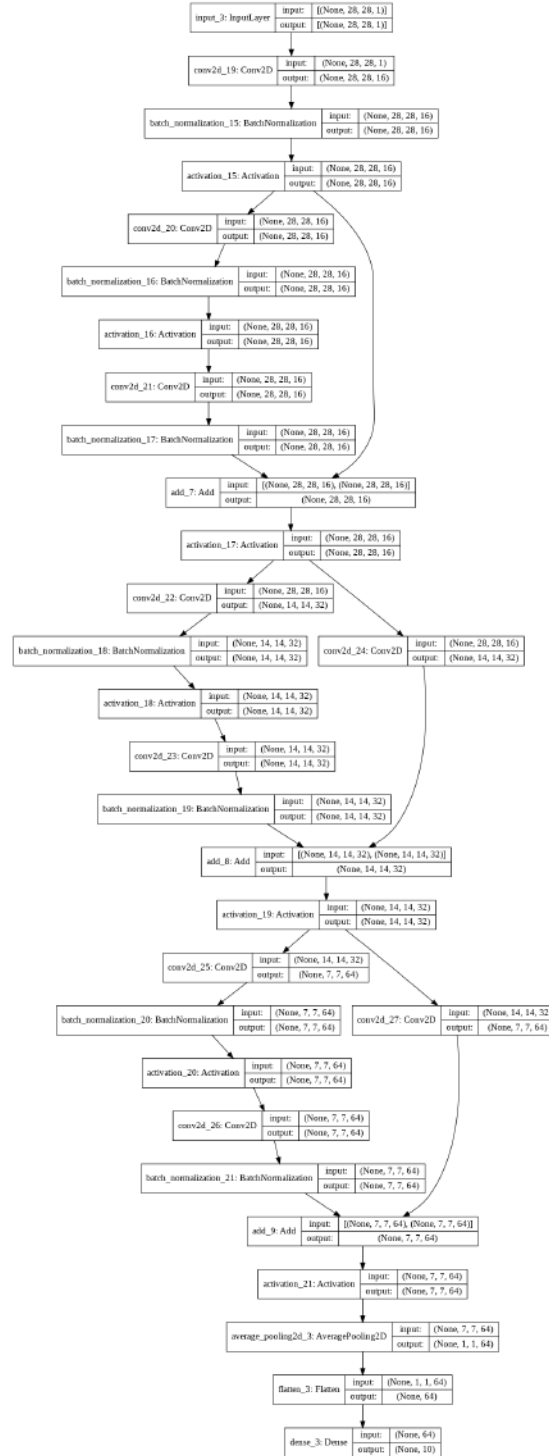 input_3: InputLayer input: [(None, 28, 28, 1)]
output: [(None, 28, 28, 1)]
conv2d_19: Conv2D input: (None, 28, 28, 1)
output: (None, 28, 28, 16)
batch_normalization_15: BatchNormalization input: (None, 28, 28, 16)
output: (None, 28, 28, 16)
activation_15: Activation input: (None, 28, 28, 16)
output: (None, 28, 28, 16)
conv2d_20: Conv2D input: (None, 28, 28, 16)
output: (None, 28, 28, 16)
batch_normalization_16: BatchNormalization input: (None, 28, 28, 16)
output: (None, 28, 28, 16)
activation_16: Activation input: (None, 28, 28, 16)
output: (None, 28, 28, 16)
conv2d_21: Conv2D input: (None, 28, 28, 16)
output: (None, 28, 28, 16)
batch_normalization_17: BatchNormalization input: (None, 28, 28, 16)
output: (None, 28, 28, 16)
add_7: Add input: [(None, 28, 28, 16), (None, 28, 28, 16)]
output: (None, 28, 28, 16)
activation_17: Activation input: (None, 28, 28, 16)
output: (None, 28, 28, 16)
conv2d_22: Conv2D input: (None, 28, 28, 16)
output: (None, 14, 14, 32)
batch_normalization_18: BatchNormalization input: (None, 14, 14, 32)
output: (None, 14, 14, 32)
conv2d_24: Conv2D input: (None, 28, 28, 16)
output: (None, 14, 14, 32)
activation_18: Activation input: (None, 14, 14, 32)
output: (None, 14, 14, 32)
conv2d_23: Conv2D input: (None, 14, 14, 32)
output: (None, 14, 14, 32)
batch_normalization_19: BatchNormalization input: (None, 14, 14, 32)
output: (None, 14, 14, 32)
add_8: Add input: [(None, 14, 14, 32), (None, 14, 14, 32)]
output: (None, 14, 14, 32)
activation_19: Activation input: (None, 14, 14, 32)
output: (None, 14, 14, 32)
conv2d_25: Conv2D input: (None, 14, 14, 32)
output: (None, 7, 7, 64)
batch_normalization_20: BatchNormalization input: (None, 7, 7, 64)
output: (None, 7, 7, 64)
conv2d_27: Conv2D input: (None, 14, 14, 32
output: (None, 7, 7, 64)
activation_20: Activation input: (None, 7, 7, 64)
output: (None, 7, 7, 64)
conv2d_26: Conv2D input: (None, 7, 7, 64)
output: (None, 7, 7, 64)
batch_normalization_21: BatchNormalization input: (None, 7, 7, 64)
output: (None, 7, 7, 64)
add_9: Add input: [(None, 7, 7, 64), (None, 7, 7, 64)]
output: (None, 7, 7, 64)
activation_21: Activation input: (None, 7, 7, 64)
output: (None, 7, 7, 64)
average_pooling2d_3: AveragePooling2D input: (None, 7, 7, 64)
output: (None, 1, 1, 64)
flatten_3: Flatten input: (None, 1, 1, 64)
output: (None, 64)
dense_3: Dense input: (None, 64)
output: (None, 10)